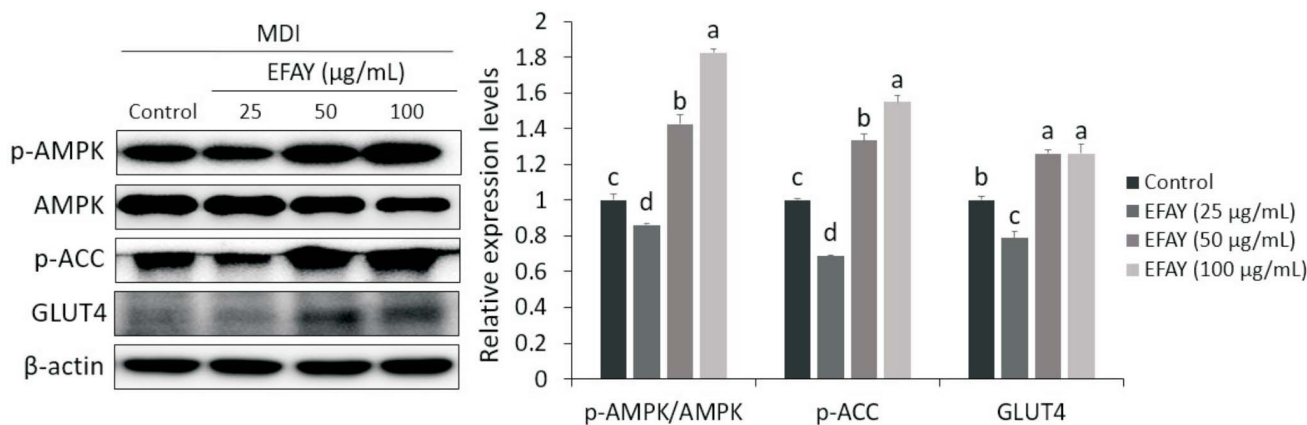 MDI
EFAY (µg/mL)
Control 25 50 100
p-AMPK
AMPK
p-ACC
GLUT4
β-actin
Relative expression levels
2
1.8
1.6
1.4
1.2
1
0.8
0.6
0.4
0.2
0
c d b a
c d b a
b c a a
p-AMPK/AMPK p-ACC GLUT4
Control
EFAY (25 µg/mL)
EFAY (50 µg/mL)
EFAY (100 µg/mL)